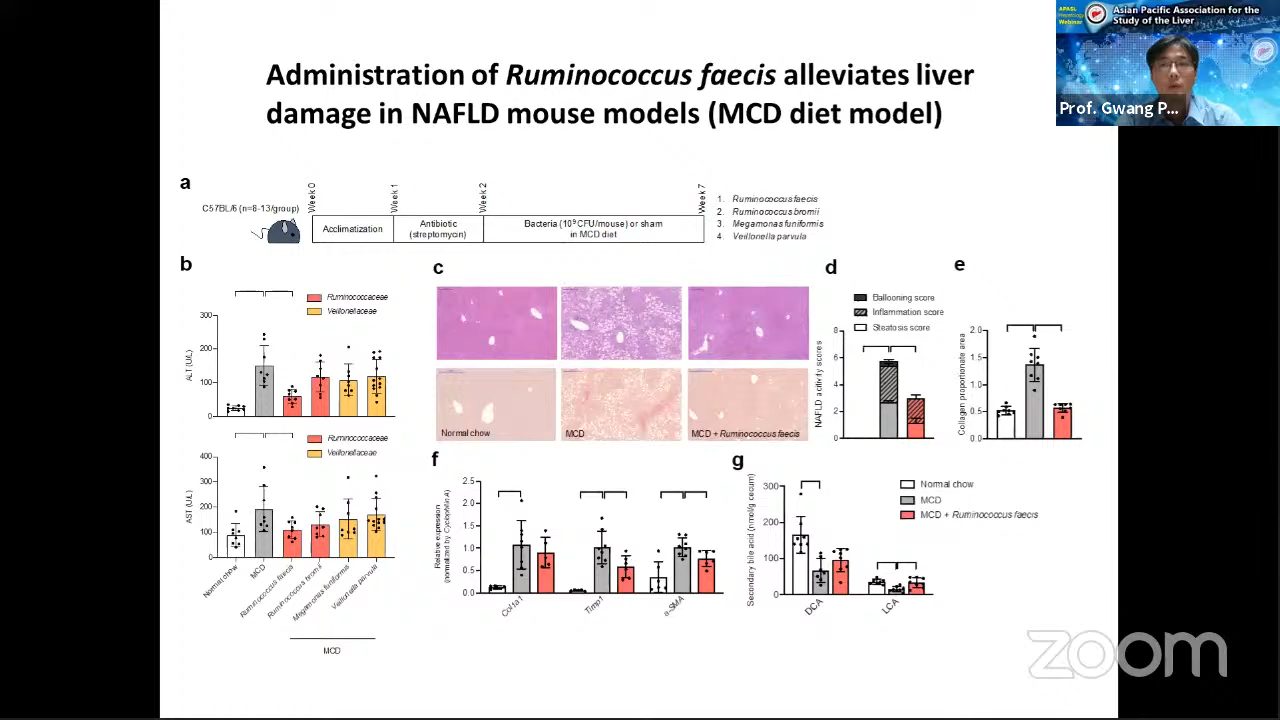 Administration of Ruminococcus faecis alleviates liver
damage in NAFLD mouse models (MCD diet model)
APASL
Hepatology
Webinar
Asian Pacific Association for the
Study of the Liver
Prof. Gwang P...
a
C57BL/6 (n=8-13/group)
Week 0
Week 1
Week 2
Week 7
Acclimatization
Antibiotic
(streptomycin)
Bacteria (10⁹ CFU/mouse) or sham
in MCD diet
1. Ruminococcus faecis
2. Ruminococcus bromii
3. Megamonas funiformis
4. Veillonella parvula
b
Ruminococcaceae
Veillonellaceae
ALT (U/L)
300
200
100
0
Ruminococcaceae
Veillonellaceae
AST (U/L)
400
300
200
100
0
Normal chow
MCD
Ruminococcus faecis
Ruminococcus bromii
Megamonas funiformis
Veillonella parvula
MCD
c
Normal chow
MCD
MCD + Ruminococcus faecis
d
Ballooning score
Inflammation score
Steatosis score
NAFLD activity scores
8
6
4
2
0
e
Collagen proportionate area
2.0
1.5
1.0
0.5
0.0
f
Relative expression
(normalized by Cyclophilin A)
2.5
2.0
1.5
1.0
0.5
0.0
Col1a1
Timp1
α-SMA
g
Secondary bile acid (nmol/g cecum)
300
200
100
0
DCA
LCA
Normal chow
MCD
MCD + Ruminococcus faecis
zoom